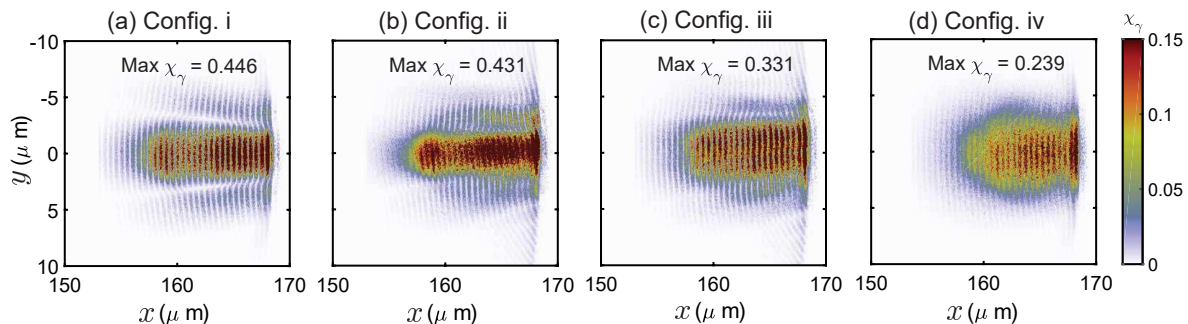 (a) Config. i
(b) Config. ii
(c) Config. iii
(d) Config. iv
χγ
-10
-5
0
5
10
y (μ m)
Max χγ = 0.446
Max χγ = 0.431
Max χγ = 0.331
Max χγ = 0.239
0.15
0.1
0.05
0
150 160 170
150 160 170
150 160 170
150 160 170
x (μ m)
x (μ m)
x (μ m)
x (μ m)